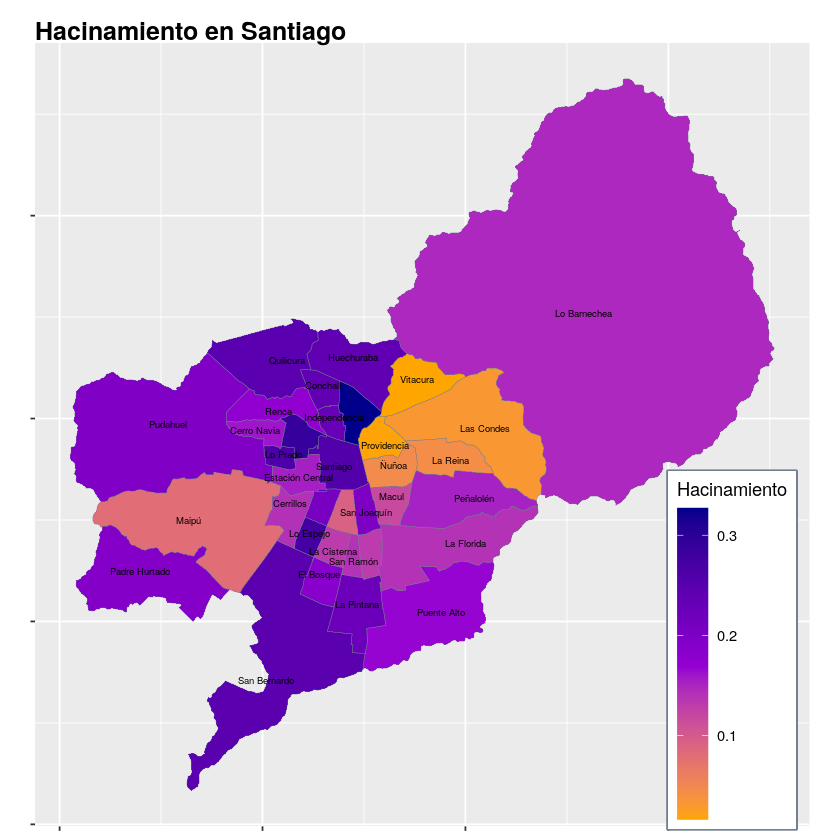 Hacinamiento en Santiago
Lo Barnechea
Huechuraba
Quilicura
Vitacura
Conchalí
Renca
Independencia
Pudahuel
Cerro Navia
Las Condes
Providencia
Lo Prado
La Reina
Santiago
Ñuñoa
Estación Central
Hacinamiento
Macul
Peñalolén
Cerrillos
San Joaquín
Maipú
Lo Espejo
0.3
La Florida
La Cisterna
San Ramón
Padre Hurtado
El Bosque
La Pintana
Puente Alto
0.2
San Bernardo
0.1